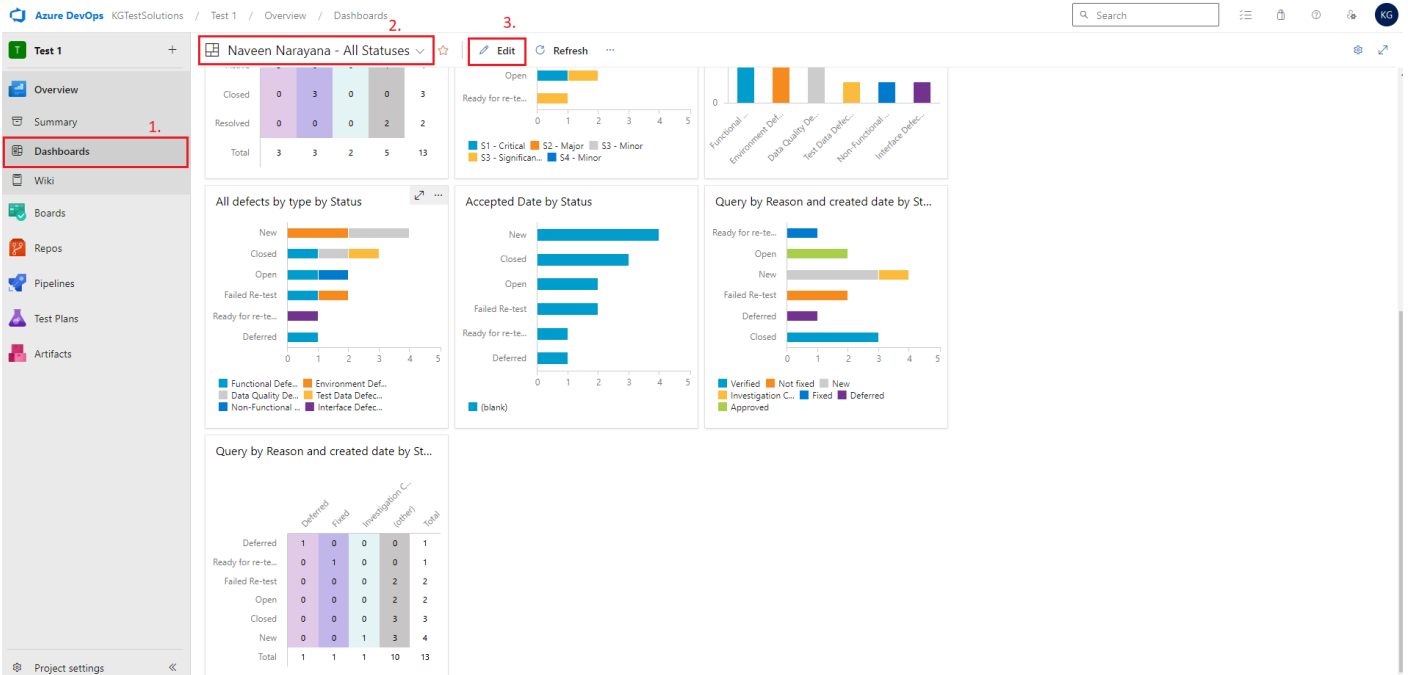 Azure DevOps KGTestSolutions / Test 1 / Overview / Dashboards
Search
KG
2.
3.
T Test 1 +
Naveen Narayana - All Statuses
Edit Refresh ...
Overview
Summary
1.
Dashboards
Wiki
Boards
Repos
Pipelines
Test Plans
Artifacts
Project settings
Closed 0 3 0 0 3
Resolved 0 0 0 2 2
Total 3 3 2 5 13
Open
Ready for re-te...
0 1 2 3 4 5
S1 - Critical S2 - Major S3 - Minor
S3 - Significan... S4 - Minor
0
Functional ...
Environment Def...
Data Quality De...
Test Data Defec...
Non-Functional ...
Interface Defec...
All defects by type by Status ...
New
Closed
Open
Failed Re-test
Ready for re-te...
Deferred
0 1 2 3 4 5
Functional Defe... Environment Def...
Data Quality De... Test Data Defec...
Non-Functional ... Interface Defec...
Accepted Date by Status
New
Closed
Open
Failed Re-test
Ready for re-te...
Deferred
0 1 2 3 4 5
(blank)
Query by Reason and created date by St...
Ready for re-te...
Open
New
Failed Re-test
Deferred
Closed
0 1 2 3 4 5
Verified Not fixed New
Investigation C... Fixed Deferred
Approved
Query by Reason and created date by St...
Deferred Fixed Investigation C... (other) Total
Deferred 1 0 0 0 1
Ready for re-te... 0 1 0 0 1
Failed Re-test 0 0 0 2 2
Open 0 0 0 2 2
Closed 0 0 0 3 3
New 0 0 1 3 4
Total 1 1 1 10 13